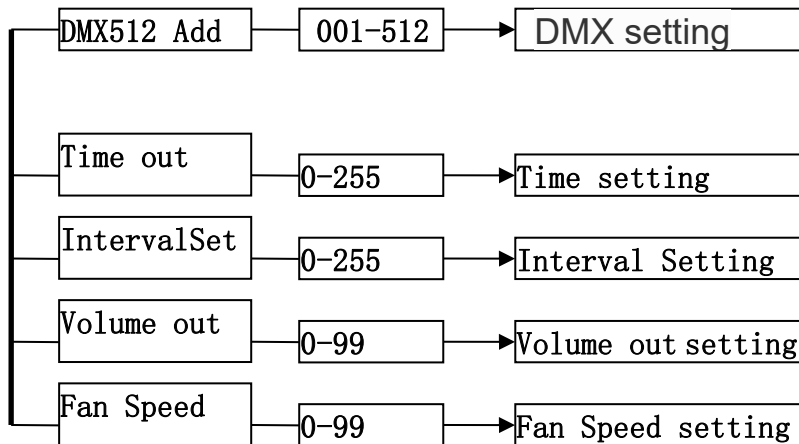 DMX512 Add 001-512 DMX setting
Time out 0-255 Time setting
IntervalSet 0-255 Interval Setting
Volume out 0-99 Volume out setting
Fan Speed 0-99 Fan Speed setting